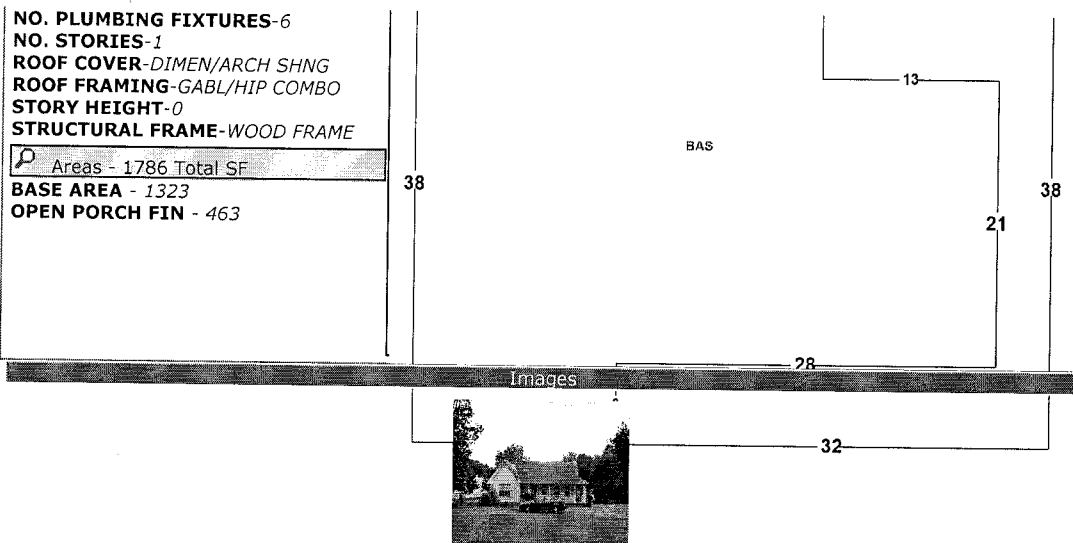 NO. PLUMBING FIXTURES-6
NO. STORIES-1
ROOF COVER-DIMEN/ARCH SHNG
ROOF FRAMING-GABL/HIP COMBO
STORY HEIGHT-0
STRUCTURAL FRAME-WOOD FRAME
Areas - 1786 Total SF
BASE AREA - 1323
OPEN PORCH FIN - 463
13
BAS
38
38
21
28
Images
32